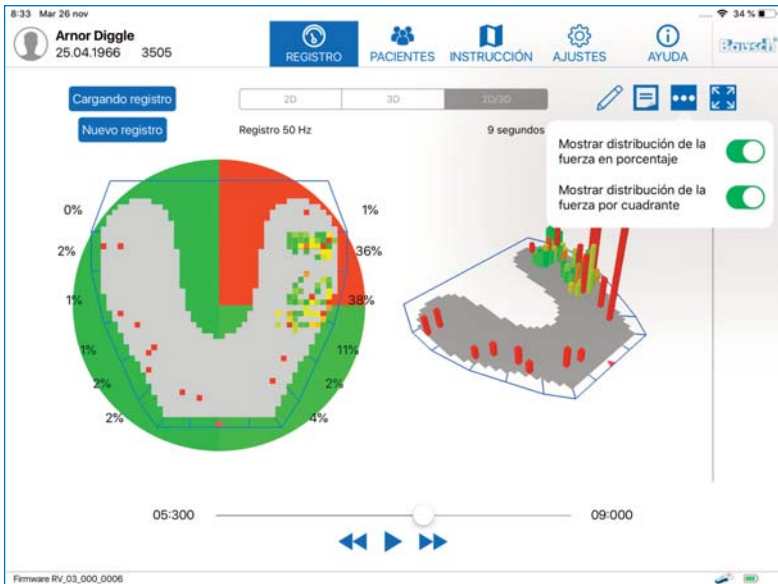 8:33 Mar 26 nov
34 %
Arnor Diggle
25.04.1966 3505
REGISTRO
PACIENTES
INSTRUCCIÓN
AJUSTES
AYUDA
Bausch
Cargando registro
Nuevo registro
2D
3D
2D/3D
Registro 50 Hz
9 segundos
Mostrar distribución de la
fuerza en porcentaje
Mostrar distribución de la
fuerza por cuadrante
0%
1%
2%
36%
1%
38%
1%
11%
2%
2%
2%
4%
05:300
09:000
Firmware RV_03_000_0006